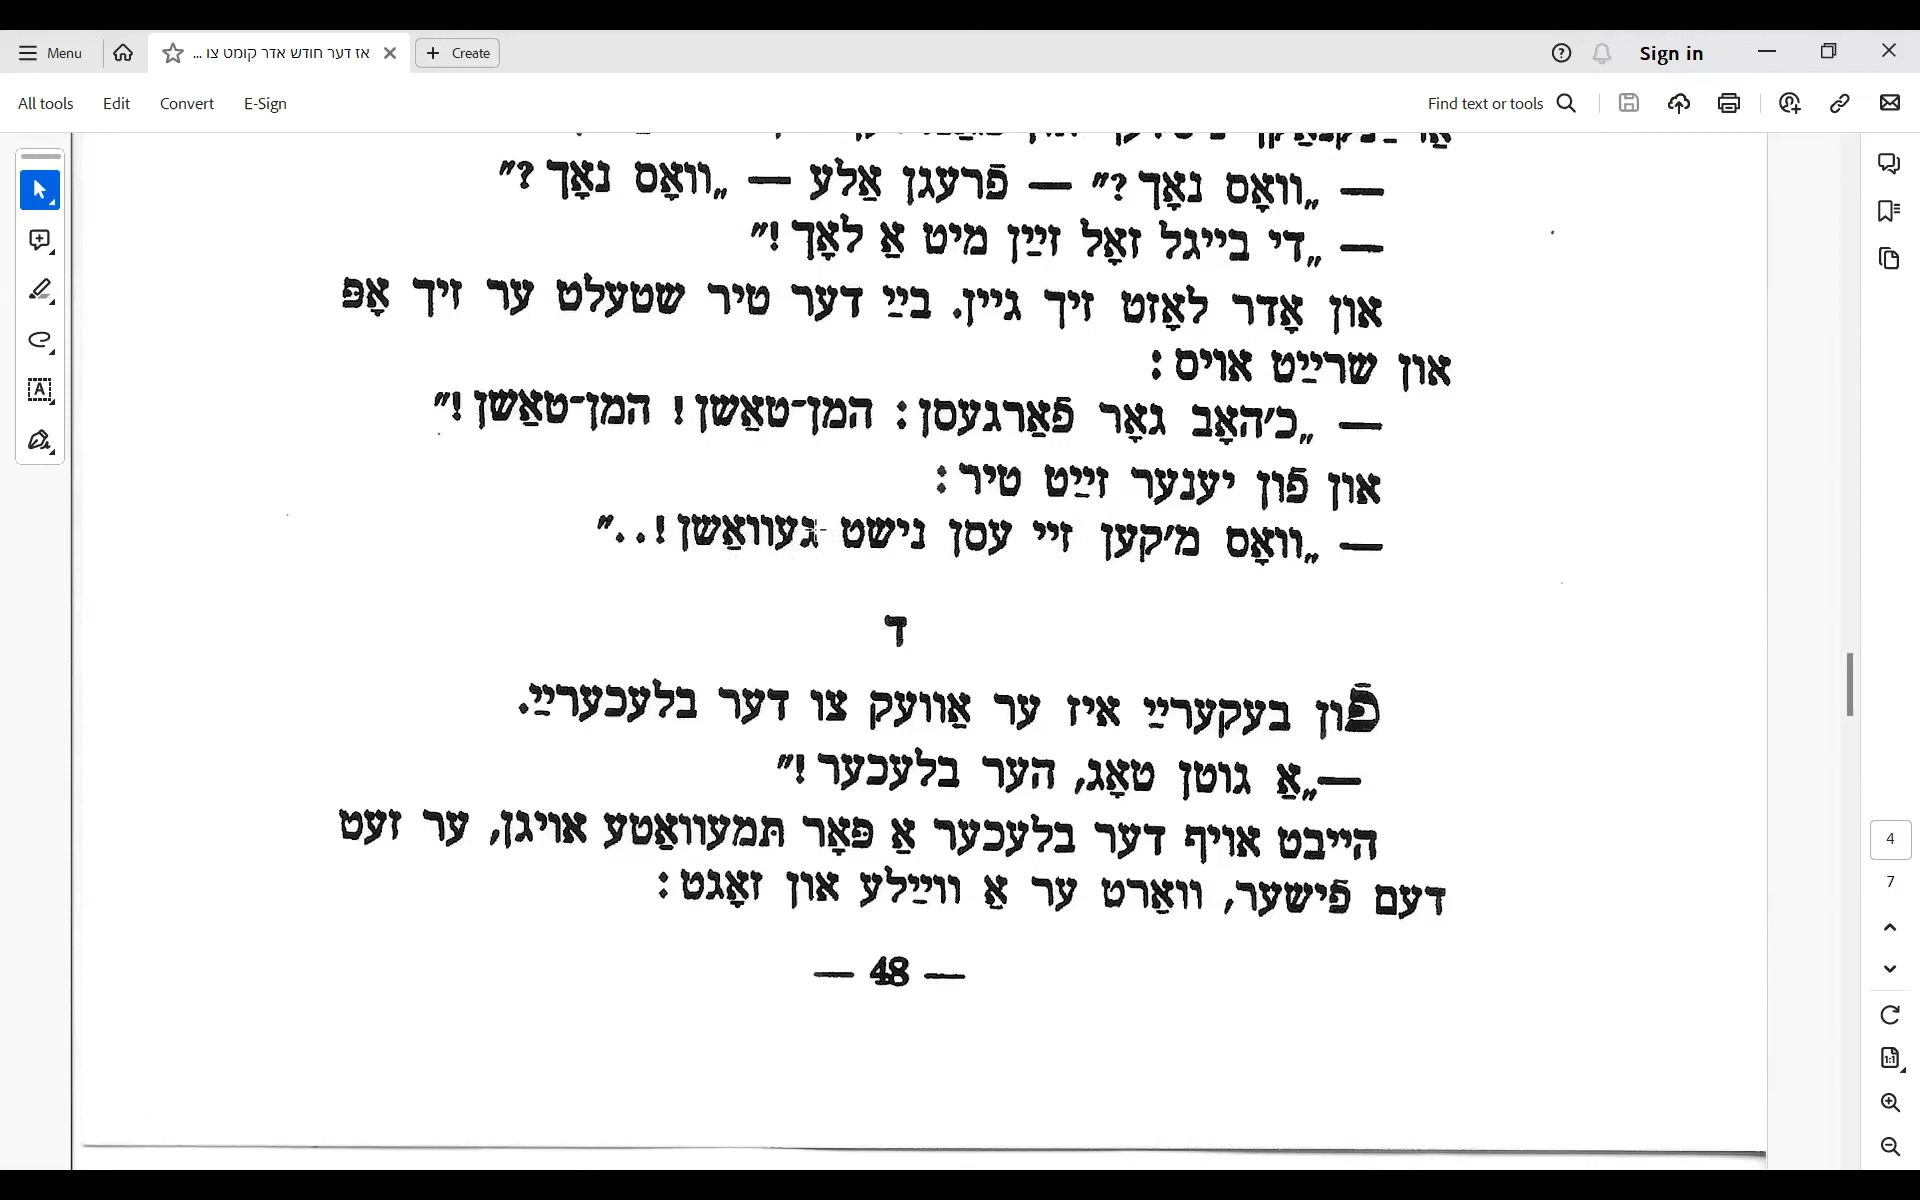 Menu
אז דער חודש אדר קומט צו ...
Create
Sign in
All tools
Edit
Convert
E-Sign
Find text or tools
— „וואָס נאָך?" — פֿרעגן אַלע — „וואָס נאָך?"
— „די בייגל זאָל זײַן מיט אַ לאָך!"
און אָדר לאָזט זיך גיין. בײַ דער טיר שטעלט ער זיך אָפּ
און שרײַט אויס:
— „כ'האָב גאָר פֿאַרגעסן: המן־טאַשן! המן־טאַשן!"
און פֿון יענער זײַט טיר:
— „וואָס מ'קען זיי עסן נישט געוואַשן!.."
ד
פֿון בעקערײַ איז ער אַוועק צו דער בלעכערײַ.
—„אַ גוטן טאָג, הער בלעכער!"
הייבט אויף דער בלעכער אַ פּאָר תּמעוואַטע אויגן, ער זעט
דעם פֿישער, וואַרט ער אַ ווײַלע און זאָגט:
— 48 —
4
7